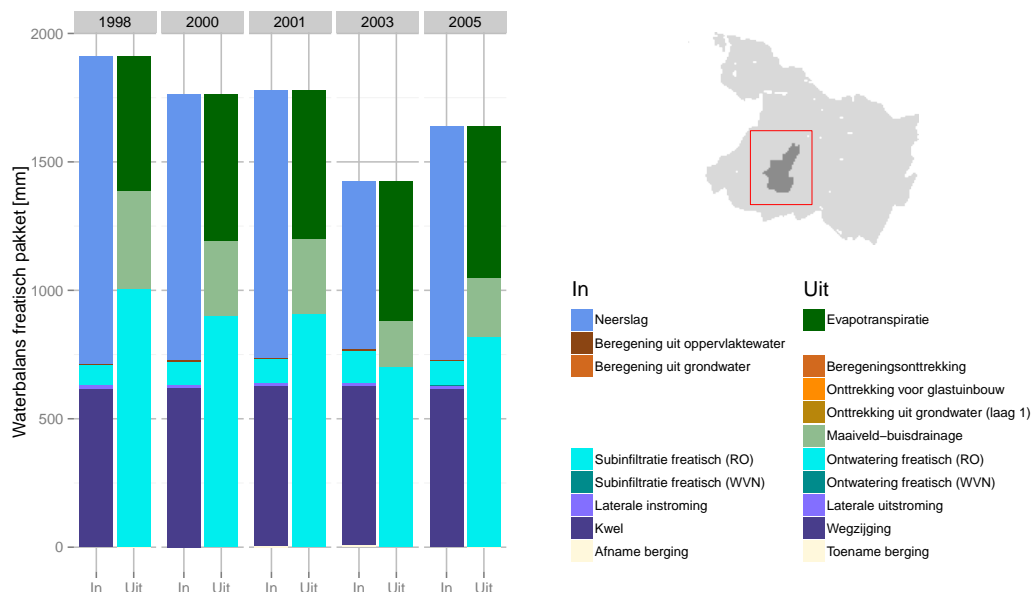 1998 2000 2001 2003 2005
Waterbalans freatisch pakket [mm]
2000
1500
1000
500
0
In Uit In Uit In Uit In Uit In Uit
In
Neerslag
Beregening uit oppervlaktewater
Beregening uit grondwater
Subinfiltratie freatisch (RO)
Subinfiltratie freatisch (WVN)
Laterale instroming
Kwel
Afname berging
Uit
Evapotranspiratie
Beregeningsonttrekking
Onttrekking voor glastuinbouw
Onttrekking uit grondwater (laag 1)
Maaiveld−buisdrainage
Ontwatering freatisch (RO)
Ontwatering freatisch (WVN)
Laterale uitstroming
Wegzijging
Toename berging